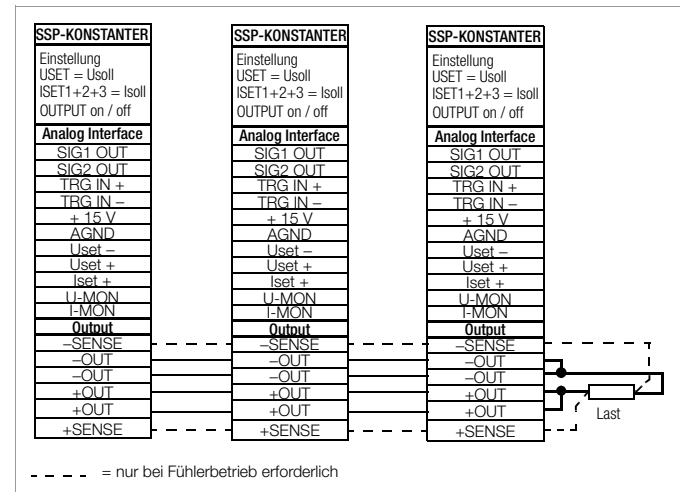 SSP-KONSTANTER
Einstellung
USET = Usoll
ISET1+2+3 = Isoll
OUTPUT on / off
Analog Interface
SIG1 OUT
SIG2 OUT
TRG IN +
TRG IN –
+ 15 V
AGND
Uset –
Uset +
Iset +
U-MON
I-MON
Output
–SENSE
–OUT
–OUT
+OUT
+OUT
+SENSE
SSP-KONSTANTER
Einstellung
USET = Usoll
ISET1+2+3 = Isoll
OUTPUT on / off
Analog Interface
SIG1 OUT
SIG2 OUT
TRG IN +
TRG IN –
+ 15 V
AGND
Uset –
Uset +
Iset +
U-MON
I-MON
Output
–SENSE
–OUT
–OUT
+OUT
+OUT
+SENSE
SSP-KONSTANTER
Einstellung
USET = Usoll
ISET1+2+3 = Isoll
OUTPUT on / off
Analog Interface
SIG1 OUT
SIG2 OUT
TRG IN +
TRG IN –
+ 15 V
AGND
Uset –
Uset +
Iset +
U-MON
I-MON
Output
–SENSE
–OUT
–OUT
+OUT
+OUT
+SENSE
Last
= nur bei Fühlerbetrieb erforderlich